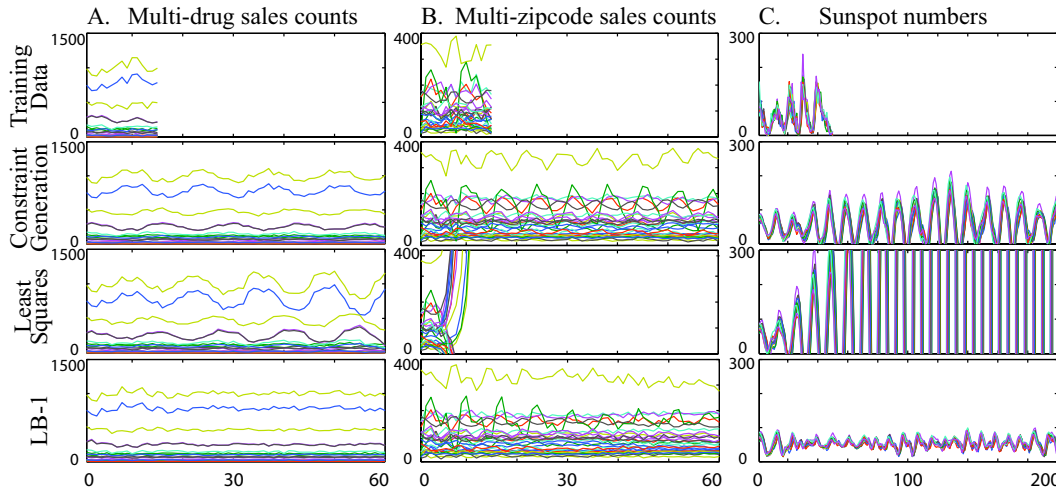 A. Multi-drug sales counts
B. Multi-zipcode sales counts
C. Sunspot numbers
Training
Data
1500
0
400
0
300
0
Constraint
Generation
1500
0
400
0
300
0
Least
Squares
1500
0
400
0
300
0
LB-1
1500
0
400
0
300
0
0 30 60
0 30 60
0 100 200